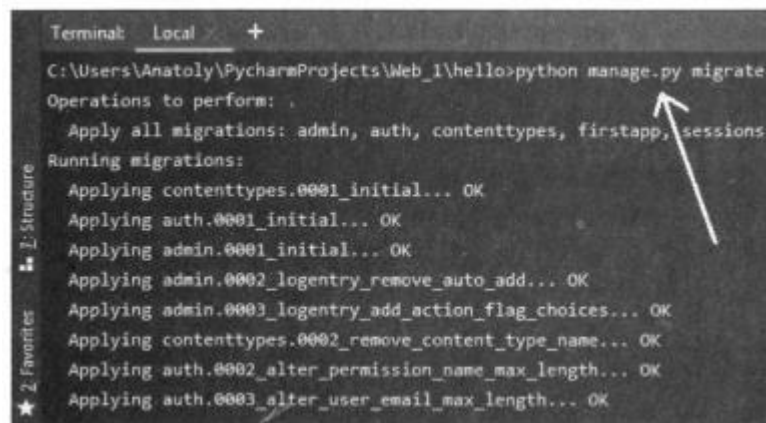 Terminal: Local × +
C:\Users\Anatoly\PycharmProjects\Web_1\hello>python manage.py migrate
Operations to perform: .
Apply all migrations: admin, auth, contenttypes, firstapp, sessions
Running migrations:
Applying contenttypes.0001_initial... OK
Applying auth.0001_initial... OK
Applying admin.0001_initial... OK
Applying admin.0002_logentry_remove_auto_add... OK
Applying admin.0003_logentry_add_action_flag_choices... OK
Applying contenttypes.0002_remove_content_type_name... OK
Applying auth.0002_alter_permission_name_max_length... OK
Applying auth.0003_alter_user_email_max_length... OK
7: Structure
2: Favorites